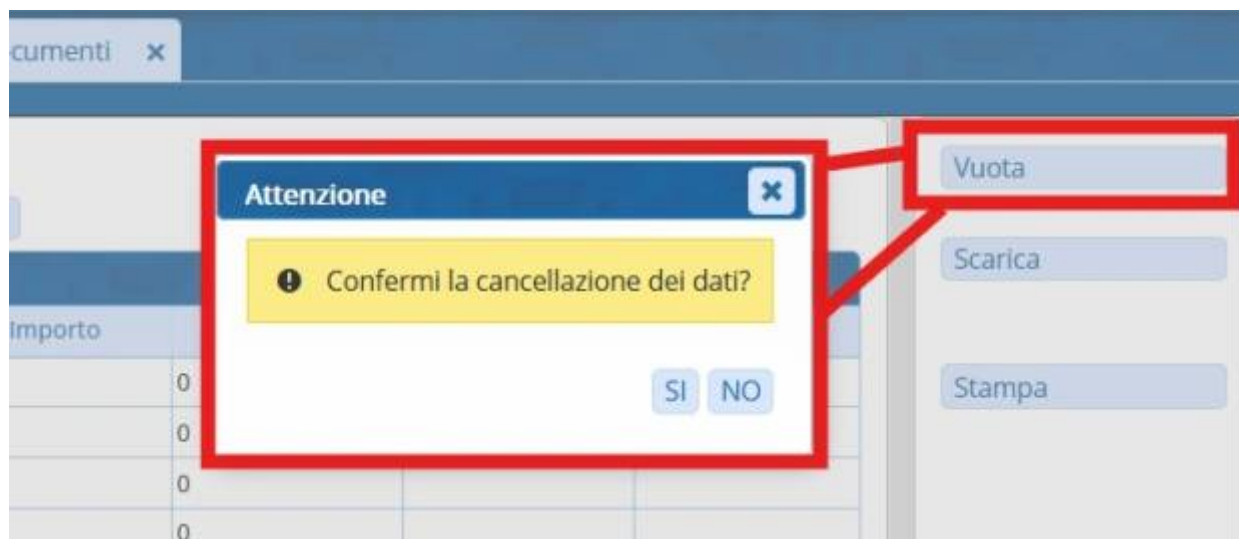 cumenti
Vuota
Attenzione
Confermi la cancellazione dei dati?
Scarica
Importo
SI NO
Stampa
0
0
0
0